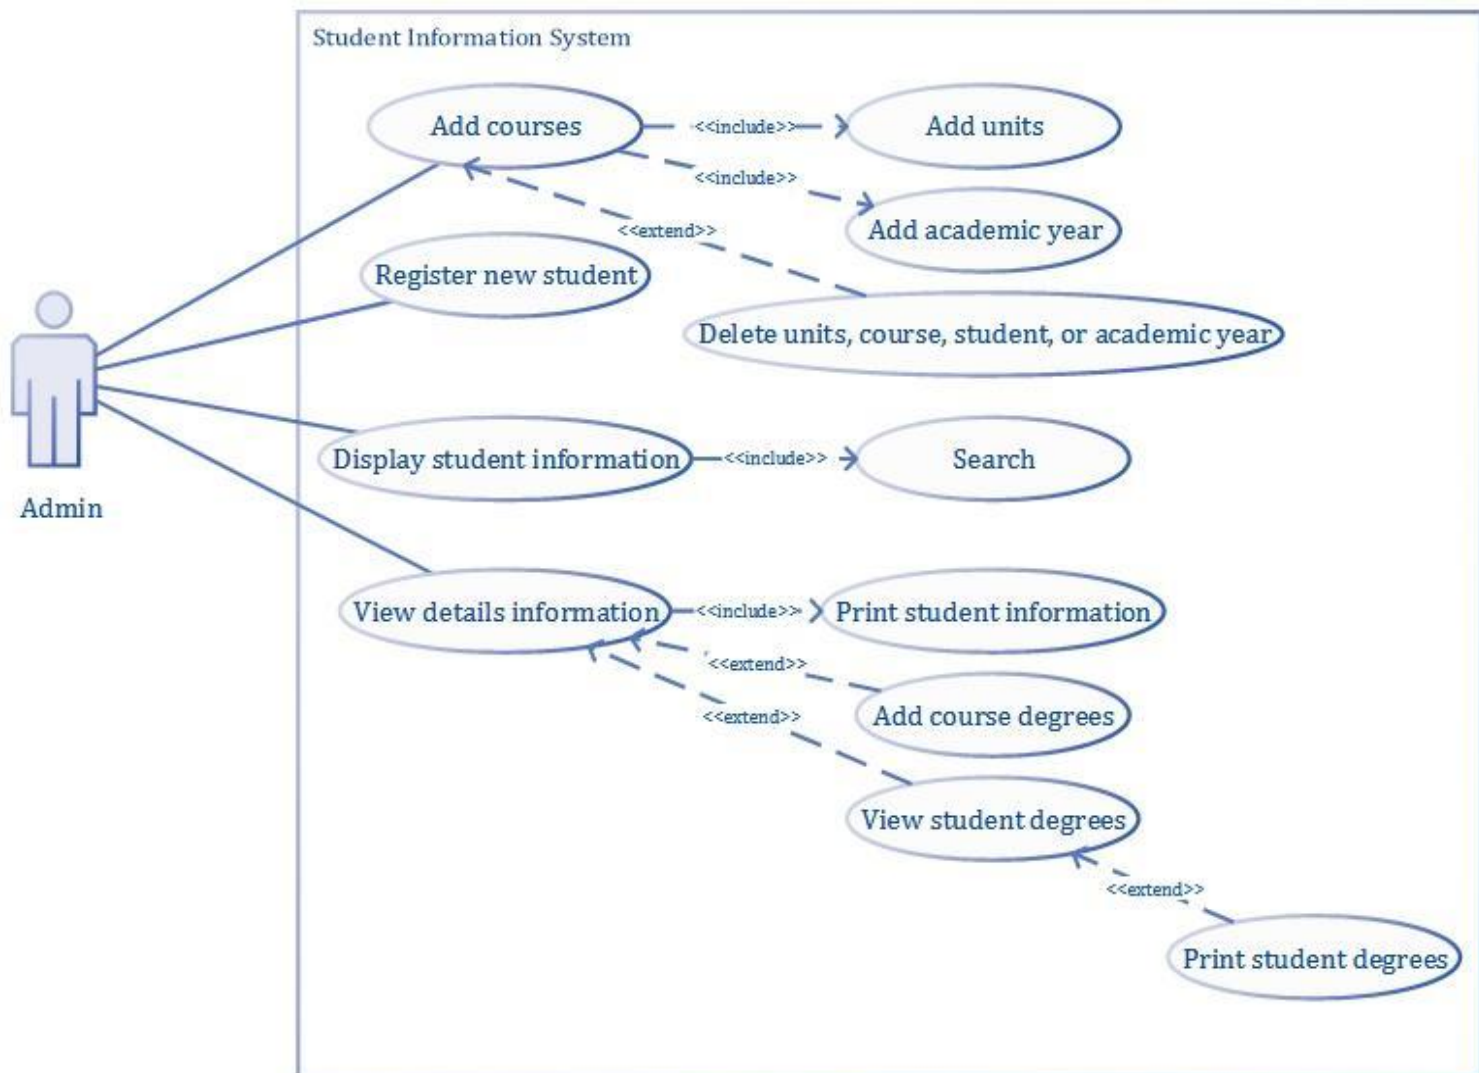 Student Information System
Add courses
<<include>>
Add units
<<include>>
Add academic year
<<extend>>
Register new student
Delete units, course, student, or academic year
Display student information
<<include>>
Search
Admin
View details information
<<include>>
Print student information
<<extend>>
Add course degrees
<<extend>>
View student degrees
<<extend>>
Print student degrees